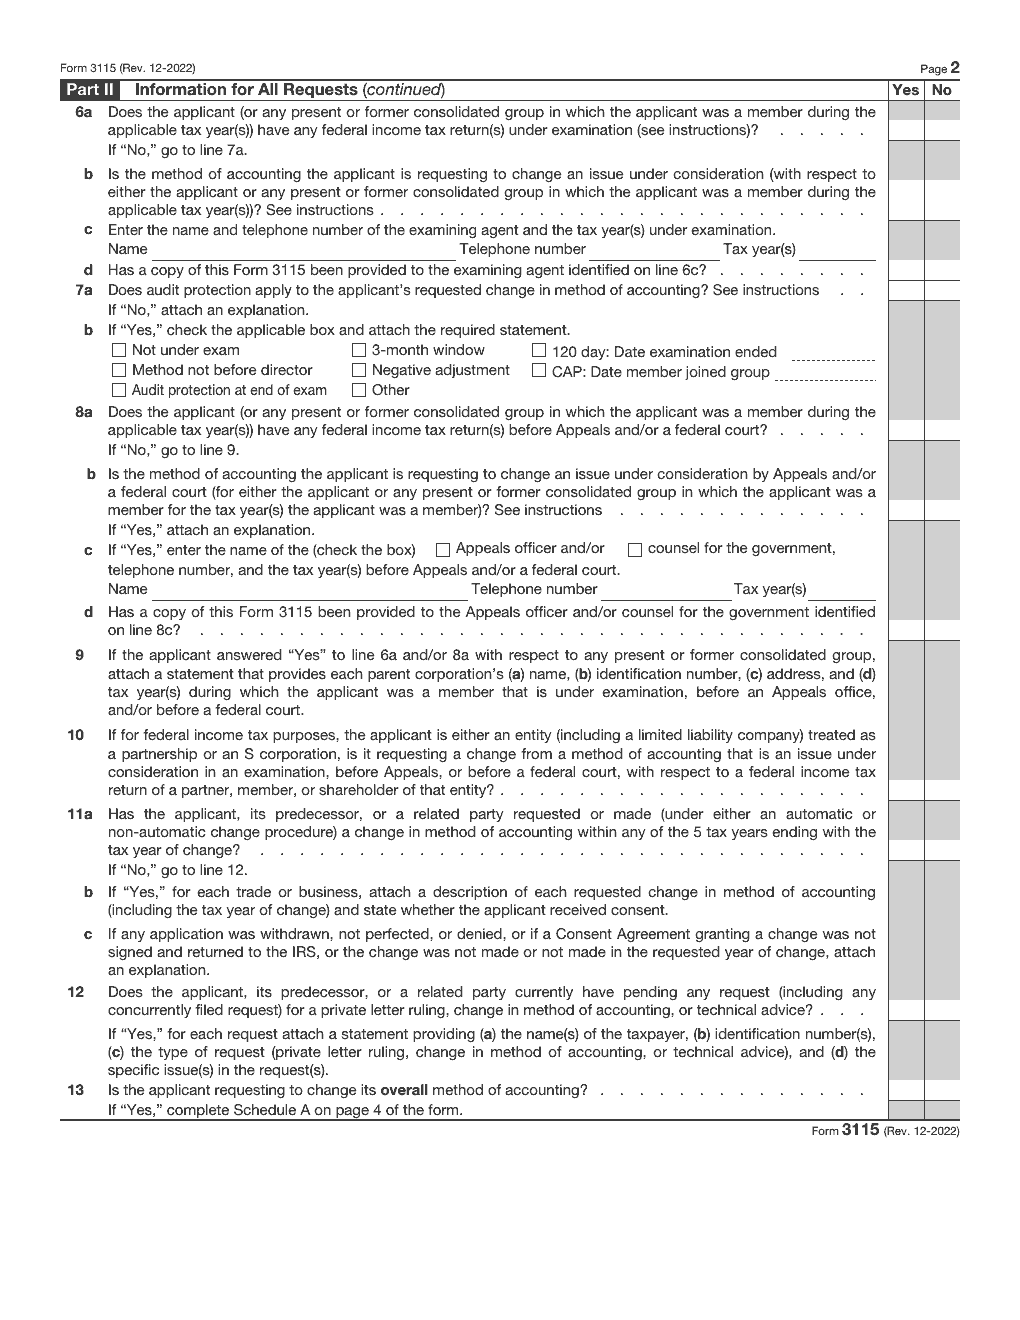 Form 3115 (Rev. 12-2022) Page 2
Part II Information for All Requests (continued) Yes No
6a Does the applicant (or any present or former consolidated group in which the applicant was a member during the
applicable tax year(s)) have any federal income tax return(s) under examination (see instructions)? . . . . .
If “No,” go to line 7a.
b Is the method of accounting the applicant is requesting to change an issue under consideration (with respect to
either the applicant or any present or former consolidated group in which the applicant was a member during the
applicable tax year(s))? See instructions . . . . . . . . . . . . . . . . . . . . . . . . .
c Enter the name and telephone number of the examining agent and the tax year(s) under examination.
Name Telephone number Tax year(s)
d Has a copy of this Form 3115 been provided to the examining agent identified on line 6c? . . . . . . . .
7a Does audit protection apply to the applicant’s requested change in method of accounting? See instructions . .
If “No,” attach an explanation.
b If “Yes,” check the applicable box and attach the required statement.
Not under exam 3-month window 120 day: Date examination ended
Method not before director Negative adjustment CAP: Date member joined group
Audit protection at end of exam Other
8a Does the applicant (or any present or former consolidated group in which the applicant was a member during the
applicable tax year(s)) have any federal income tax return(s) before Appeals and/or a federal court? . . . . .
If “No,” go to line 9.
b Is the method of accounting the applicant is requesting to change an issue under consideration by Appeals and/or
a federal court (for either the applicant or any present or former consolidated group in which the applicant was a
member for the tax year(s) the applicant was a member)? See instructions . . . . . . . . . . . . .
If “Yes,” attach an explanation.
c If “Yes,” enter the name of the (check the box) Appeals officer and/or counsel for the government,
telephone number, and the tax year(s) before Appeals and/or a federal court.
Name Telephone number Tax year(s)
d Has a copy of this Form 3115 been provided to the Appeals officer and/or counsel for the government identified
on line 8c? . . . . . . . . . . . . . . . . . . . . . . . . . . . . . . . . . .
9 If the applicant answered “Yes” to line 6a and/or 8a with respect to any present or former consolidated group,
attach a statement that provides each parent corporation’s (a) name, (b) identification number, (c) address, and (d)
tax year(s) during which the applicant was a member that is under examination, before an Appeals office,
and/or before a federal court.
10 If for federal income tax purposes, the applicant is either an entity (including a limited liability company) treated as
a partnership or an S corporation, is it requesting a change from a method of accounting that is an issue under
consideration in an examination, before Appeals, or before a federal court, with respect to a federal income tax
return of a partner, member, or shareholder of that entity? . . . . . . . . . . . . . . . . . . .
11a Has the applicant, its predecessor, or a related party requested or made (under either an automatic or
non-automatic change procedure) a change in method of accounting within any of the 5 tax years ending with the
tax year of change? . . . . . . . . . . . . . . . . . . . . . . . . . . . . . . .
If “No,” go to line 12.
b If “Yes,” for each trade or business, attach a description of each requested change in method of accounting
(including the tax year of change) and state whether the applicant received consent.
c If any application was withdrawn, not perfected, or denied, or if a Consent Agreement granting a change was not
signed and returned to the IRS, or the change was not made or not made in the requested year of change, attach
an explanation.
12 Does the applicant, its predecessor, or a related party currently have pending any request (including any
concurrently filed request) for a private letter ruling, change in method of accounting, or technical advice? . . .
If “Yes,” for each request attach a statement providing (a) the name(s) of the taxpayer, (b) identification number(s),
(c) the type of request (private letter ruling, change in method of accounting, or technical advice), and (d) the
specific issue(s) in the request(s).
13 Is the applicant requesting to change its overall method of accounting? . . . . . . . . . . . . . .
If “Yes,” complete Schedule A on page 4 of the form.
Form 3115 (Rev. 12-2022)